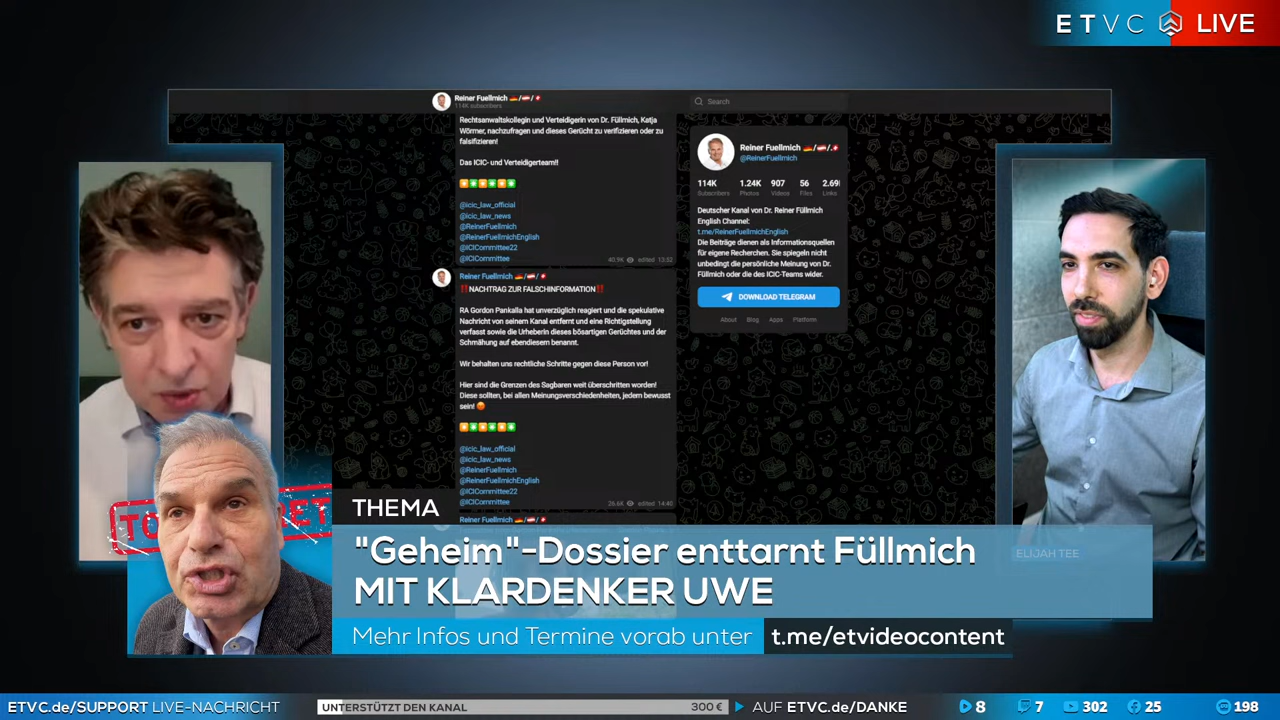 ETVC LIVE
Reiner Fuellmich
114K subscribers
Rechtsanwaltskollegin und Verteidigerin von Dr. Füllmich, Katja
Wörmer, nachzufragen und dieses Gerücht zu verifizieren oder zu
falsifizieren!
Das ICIC- und Verteidigerteam!!
@icic_law_official
@icic_law_news
@ReinerFuellmich
@ReinerFuellmichEnglish
@ICICommittee22
@ICICommittee
40.9K edited 13:52
Reiner Fuellmich
‼️NACHTRAG ZUR FALSCHINFORMATION‼️
RA Gordon Pankalla hat unverzüglich reagiert und die spekulative
Nachricht von seinem Kanal entfernt und eine Richtigstellung
verfasst sowie die Urheberin dieses bösartigen Gerüchtes und der
Schmähung auf ebendiesem benannt.
Wir behalten uns rechtliche Schritte gegen diese Person vor!
Hier sind die Grenzen des Sagbaren weit überschritten worden!
Diese sollten, bei allen Meinungsverschiedenheiten, jedem bewusst
sein!
@icic_law_official
@icic_law_news
@ReinerFuellmich
@ReinerFuellmichEnglish
@ICICommittee22
@ICICommittee
26.6K edited 14:40
Reiner Fuellmich
Search
Reiner Fuellmich
@ReinerFuellmich
114K 1.24K 907 56 2.69
Subscribers Photos Videos Files Links
Deutscher Kanal von Dr. Reiner Füllmich
English Channel:
t.me/ReinerFuellmichEnglish
Die Beiträge dienen als Informationsquellen
für eigene Recherchen. Sie spiegeln nicht
unbedingt die persönliche Meinung von Dr.
Füllmich oder die des ICIC-Teams wider.
DOWNLOAD TELEGRAM
About Blog Apps Platform
ELIJAH TEE
THEMA
"Geheim"-Dossier enttarnt Füllmich
MIT KLARDENKER UWE
Mehr Infos und Termine vorab unter t.me/etvideocontent
ETVC.de/SUPPORT LIVE-NACHRICHT
UNTERSTÜTZT DEN KANAL 300 € AUF ETVC.de/DANKE
8 7 302 25 198